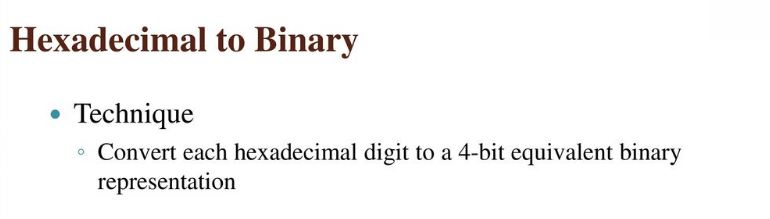 Hexadecimal to Binary
• Technique
◦ Convert each hexadecimal digit to a 4-bit equivalent binary
representation